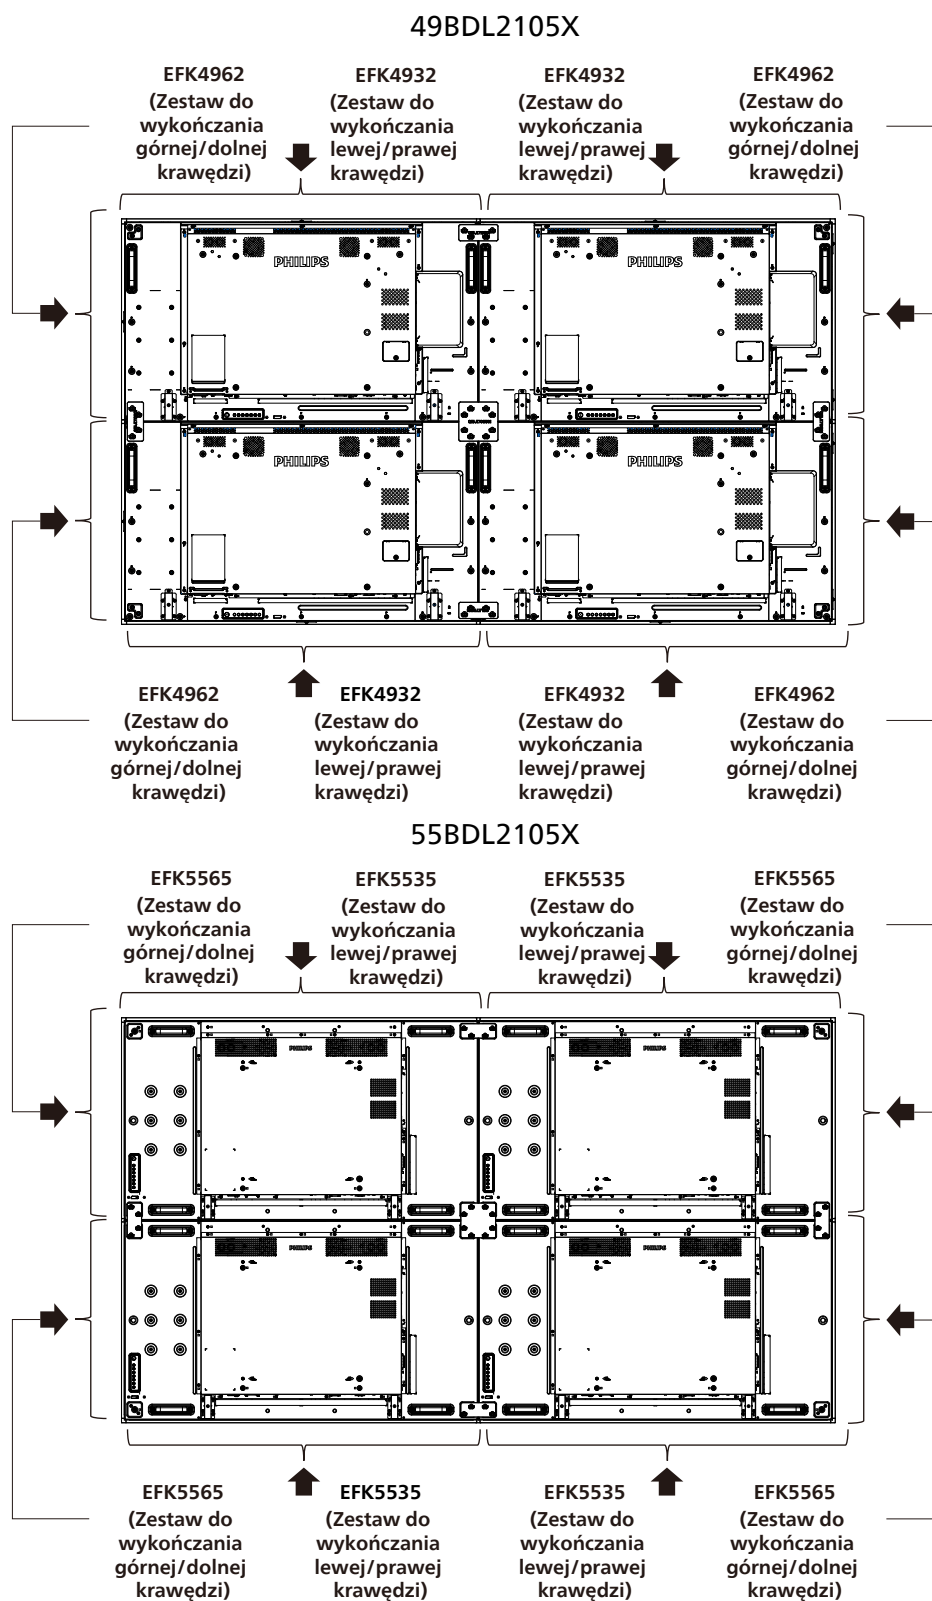 49BDL2105X
EFK4962
(Zestaw do
wykończania
górnej/dolnej
krawędzi)
EFK4932
(Zestaw do
wykończania
lewej/prawej
krawędzi)
EFK4932
(Zestaw do
wykończania
lewej/prawej
krawędzi)
EFK4962
(Zestaw do
wykończania
górnej/dolnej
krawędzi)
PHILIPS
PHILIPS
PHILIPS
PHILIPS
EFK4962
(Zestaw do
wykończania
górnej/dolnej
krawędzi)
EFK4932
(Zestaw do
wykończania
lewej/prawej
krawędzi)
EFK4932
(Zestaw do
wykończania
lewej/prawej
krawędzi)
EFK4962
(Zestaw do
wykończania
górnej/dolnej
krawędzi)
55BDL2105X
EFK5565
(Zestaw do
wykończania
górnej/dolnej
krawędzi)
EFK5535
(Zestaw do
wykończania
lewej/prawej
krawędzi)
EFK5535
(Zestaw do
wykończania
lewej/prawej
krawędzi)
EFK5565
(Zestaw do
wykończania
górnej/dolnej
krawędzi)
PHILIPS
PHILIPS
PHILIPS
PHILIPS
EFK5565
(Zestaw do
wykończania
górnej/dolnej
krawędzi)
EFK5535
(Zestaw do
wykończania
lewej/prawej
krawędzi)
EFK5535
(Zestaw do
wykończania
lewej/prawej
krawędzi)
EFK5565
(Zestaw do
wykończania
górnej/dolnej
krawędzi)